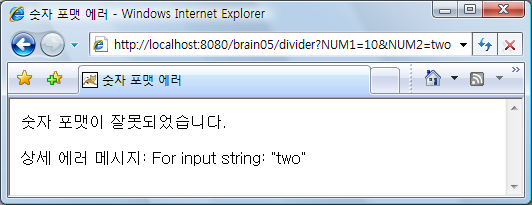 숫자 포맷 에러 - Windows Internet Explorer
http://localhost:8080/brain05/divider?NUM1=10&NUM2=two
숫자 포맷 에러
숫자 포맷이 잘못되었습니다.
상세 에러 메시지: For input string: "two"